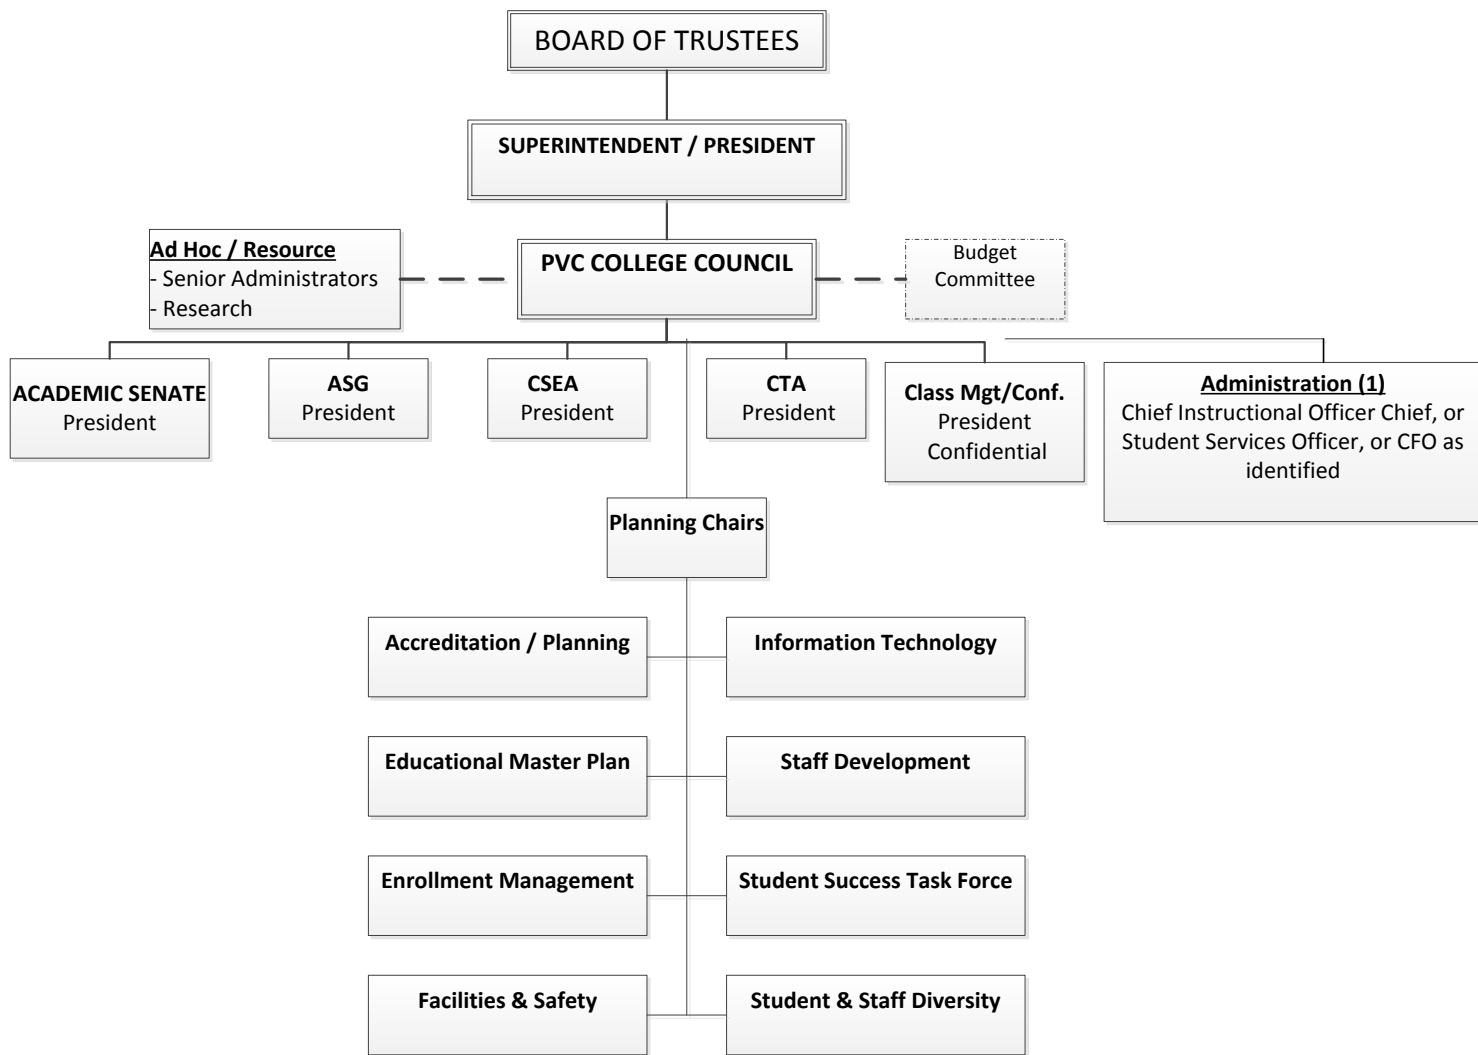 BOARD OF TRUSTEES
SUPERINTENDENT / PRESIDENT
Ad Hoc / Resource
- Senior Administrators
- Research
PVC COLLEGE COUNCIL
Budget
Committee
ACADEMIC SENATE
President
ASG
President
CSEA
President
CTA
President
Class Mgt/Conf.
President
Confidential
Administration (1)
Chief Instructional Officer Chief, or
Student Services Officer, or CFO as
identified
Planning Chairs
Accreditation / Planning
Information Technology
Educational Master Plan
Staff Development
Enrollment Management
Student Success Task Force
Facilities & Safety
Student & Staff Diversity